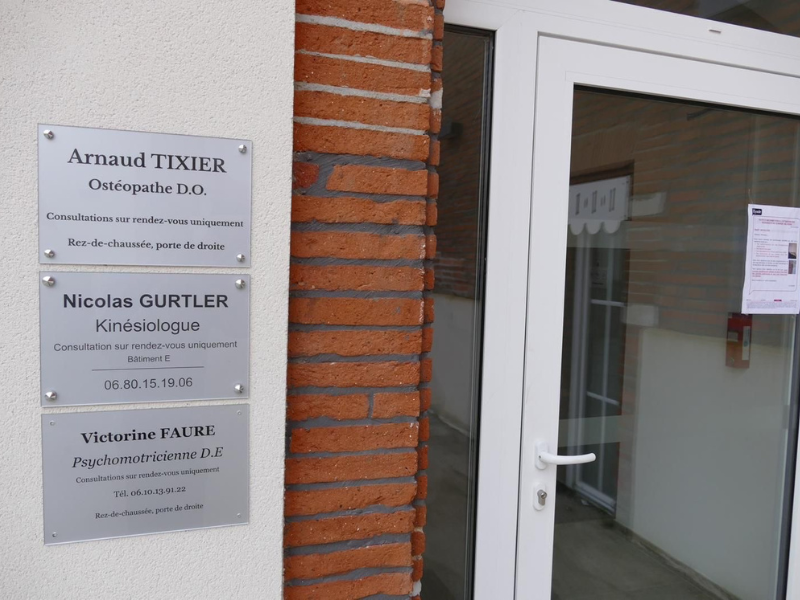 Arnaud TIXIER
Ostéopathe D.O.
Consultations sur rendez-vous uniquement
Rez-de-chaussée, porte de droite
Nicolas GURTLER
Kinésiologue
Consultation sur rendez-vous uniquement
Bâtiment E
06.80.15.19.06
Victorine FAURE
Psychomotricienne D.E
Consultations sur rendez-vous uniquement
Tél. 06.10.13.91.22
Rez-de-chaussée, porte de droite